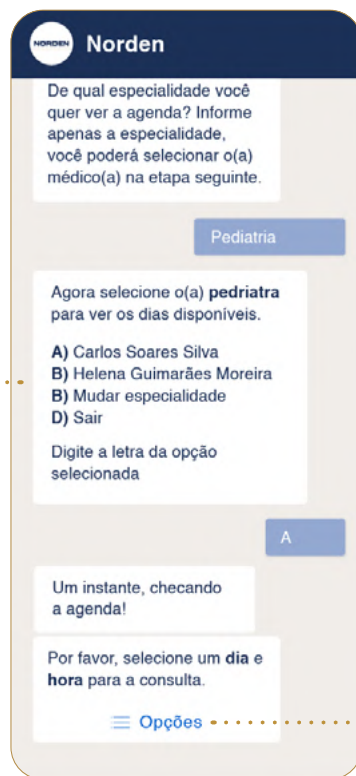 NORDEN
Norden
De qual especialidade você
quer ver a agenda? Informe
apenas a especialidade,
você poderá selecionar o(a)
médico(a) na etapa seguinte.
Pediatria
Agora selecione o(a) pedriatra
para ver os dias disponíveis.
A) Carlos Soares Silva
B) Helena Guimarães Moreira
B) Mudar especialidade
D) Sair
Digite a letra da opção
selecionada
A
Um instante, checando
a agenda!
Por favor, selecione um dia e
hora para a consulta.
Opções